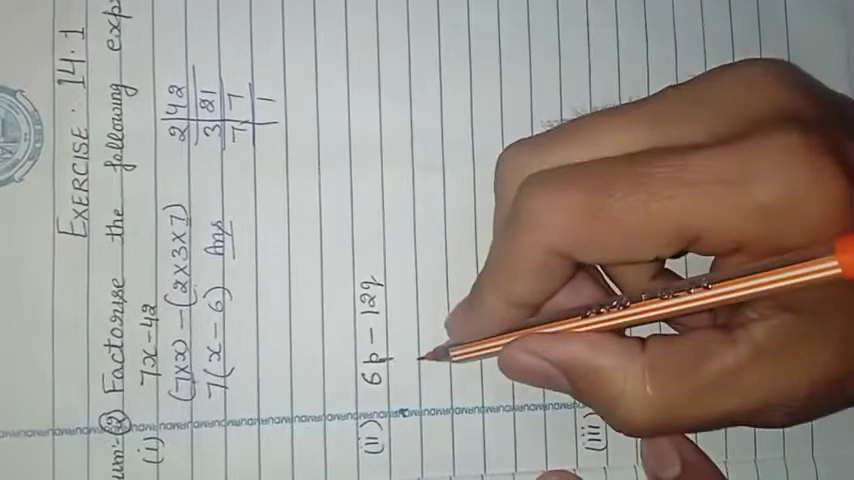 EXERCISE : 14.1
(2) Factorise the following
(i) 7x - 42
(7×x) - (2×3×7)
7(x - 6) Ans
2 | 42
3 | 21
7 | 7
1
(ii) 6p - 12q
(iii)